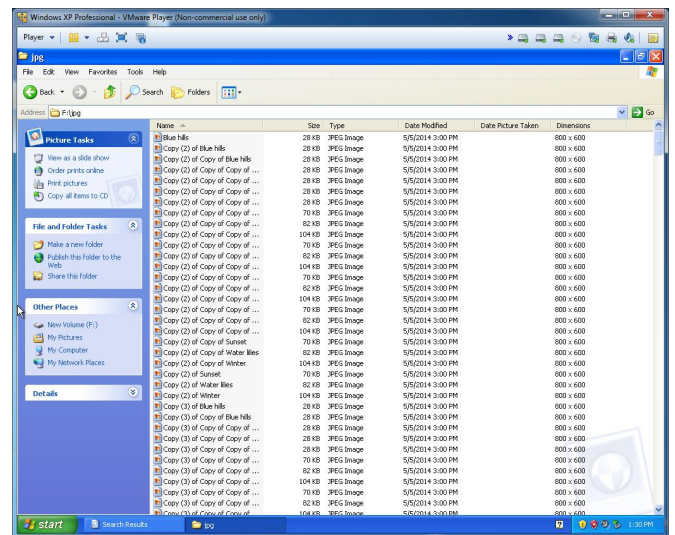 Windows XP Professional - VMware Player (Non-commercial use only)
Player
jpg
File Edit View Favorites Tools Help
Back Search Folders
Address F:\jpg Go
Picture Tasks
View as a slide show
Order prints online
Print pictures
Copy all items to CD
File and Folder Tasks
Make a new folder
Publish this folder to the
Web
Share this folder
Other Places
New Volume (F:)
My Pictures
My Computer
My Network Places
Details
Name Size Type Date Modified Date Picture Taken Dimensions
Blue hills 28 KB JPEG Image 5/5/2014 3:00 PM 800 x 600
Copy (2) of Blue hills 28 KB JPEG Image 5/5/2014 3:00 PM 800 x 600
Copy (2) of Copy of Blue hills 28 KB JPEG Image 5/5/2014 3:00 PM 800 x 600
Copy (2) of Copy of Copy of ... 28 KB JPEG Image 5/5/2014 3:00 PM 800 x 600
Copy (2) of Copy of Copy of ... 28 KB JPEG Image 5/5/2014 3:00 PM 800 x 600
Copy (2) of Copy of Copy of ... 28 KB JPEG Image 5/5/2014 3:00 PM 800 x 600
Copy (2) of Copy of Copy of ... 28 KB JPEG Image 5/5/2014 3:00 PM 800 x 600
Copy (2) of Copy of Copy of ... 70 KB JPEG Image 5/5/2014 3:00 PM 800 x 600
Copy (2) of Copy of Copy of ... 82 KB JPEG Image 5/5/2014 3:00 PM 800 x 600
Copy (2) of Copy of Copy of ... 104 KB JPEG Image 5/5/2014 3:00 PM 800 x 600
Copy (2) of Copy of Copy of ... 70 KB JPEG Image 5/5/2014 3:00 PM 800 x 600
Copy (2) of Copy of Copy of ... 82 KB JPEG Image 5/5/2014 3:00 PM 800 x 600
Copy (2) of Copy of Copy of ... 104 KB JPEG Image 5/5/2014 3:00 PM 800 x 600
Copy (2) of Copy of Copy of ... 70 KB JPEG Image 5/5/2014 3:00 PM 800 x 600
Copy (2) of Copy of Copy of ... 82 KB JPEG Image 5/5/2014 3:00 PM 800 x 600
Copy (2) of Copy of Copy of ... 104 KB JPEG Image 5/5/2014 3:00 PM 800 x 600
Copy (2) of Copy of Copy of ... 70 KB JPEG Image 5/5/2014 3:00 PM 800 x 600
Copy (2) of Copy of Copy of ... 82 KB JPEG Image 5/5/2014 3:00 PM 800 x 600
Copy (2) of Copy of Copy of ... 104 KB JPEG Image 5/5/2014 3:00 PM 800 x 600
Copy (2) of Copy of Sunset 70 KB JPEG Image 5/5/2014 3:00 PM 800 x 600
Copy (2) of Copy of Water lilies 82 KB JPEG Image 5/5/2014 3:00 PM 800 x 600
Copy (2) of Copy of Winter 104 KB JPEG Image 5/5/2014 3:00 PM 800 x 600
Copy (2) of Sunset 70 KB JPEG Image 5/5/2014 3:00 PM 800 x 600
Copy (2) of Water lilies 82 KB JPEG Image 5/5/2014 3:00 PM 800 x 600
Copy (2) of Winter 104 KB JPEG Image 5/5/2014 3:00 PM 800 x 600
Copy (3) of Blue hills 28 KB JPEG Image 5/5/2014 3:00 PM 800 x 600
Copy (3) of Copy of Blue hills 28 KB JPEG Image 5/5/2014 3:00 PM 800 x 600
Copy (3) of Copy of Copy of ... 28 KB JPEG Image 5/5/2014 3:00 PM 800 x 600
Copy (3) of Copy of Copy of ... 28 KB JPEG Image 5/5/2014 3:00 PM 800 x 600
Copy (3) of Copy of Copy of ... 28 KB JPEG Image 5/5/2014 3:00 PM 800 x 600
Copy (3) of Copy of Copy of ... 70 KB JPEG Image 5/5/2014 3:00 PM 800 x 600
Copy (3) of Copy of Copy of ... 82 KB JPEG Image 5/5/2014 3:00 PM 800 x 600
Copy (3) of Copy of Copy of ... 104 KB JPEG Image 5/5/2014 3:00 PM 800 x 600
Copy (3) of Copy of Copy of ... 70 KB JPEG Image 5/5/2014 3:00 PM 800 x 600
Copy (3) of Copy of Copy of ... 82 KB JPEG Image 5/5/2014 3:00 PM 800 x 600
Copy (3) of Copy of Copy of ... 104 KB JPEG Image 5/5/2014 3:00 PM 800 x 600
start Search Results jpg 1:30 PM